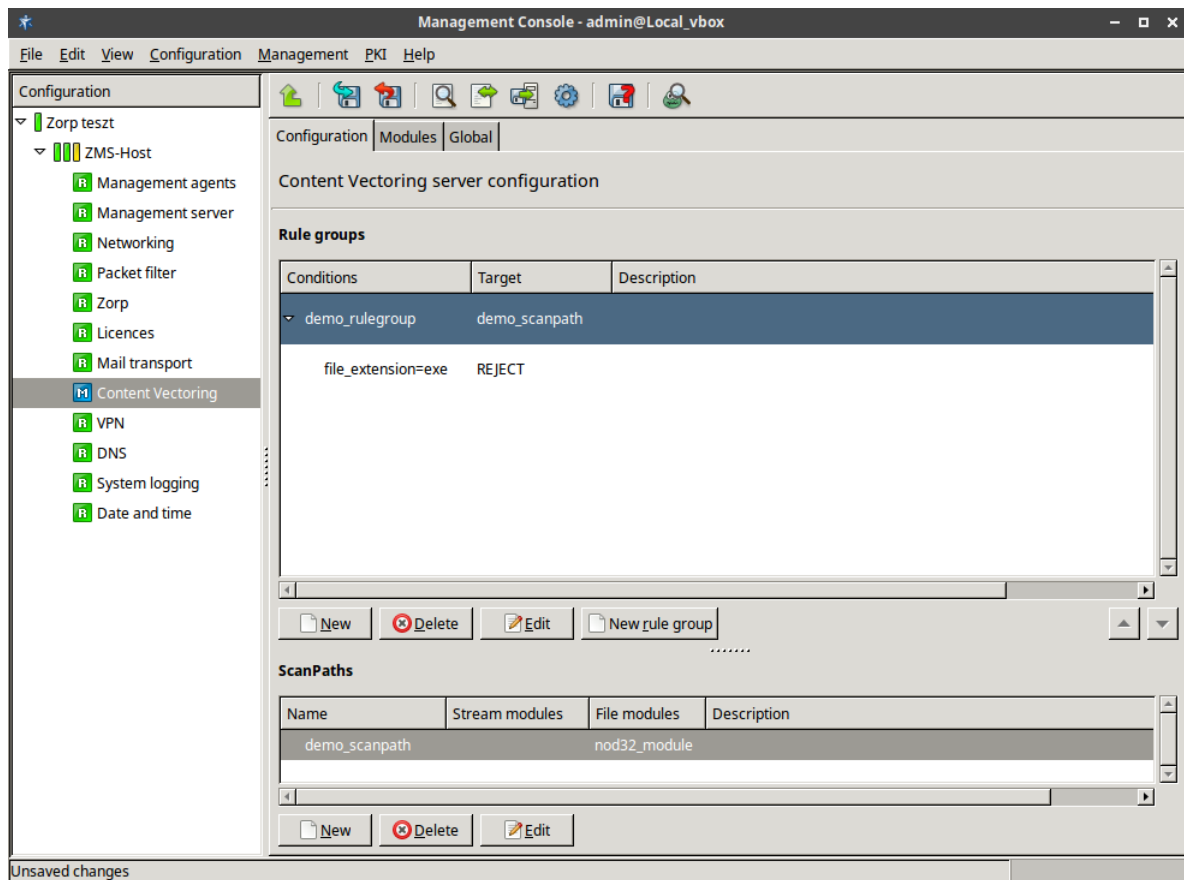 Management Console - admin@Local_vbox
File Edit View Configuration Management PKI Help
Configuration
Zorp teszt
ZMS-Host
R Management agents
R Management server
R Networking
R Packet filter
R Zorp
R Licences
R Mail transport
M Content Vectoring
R VPN
R DNS
R System logging
R Date and time
Configuration Modules Global
Content Vectoring server configuration
Rule groups
Conditions Target Description
demo_rulegroup demo_scanpath
file_extension=exe REJECT
New Delete Edit New rule group
ScanPaths
Name Stream modules File modules Description
demo_scanpath nod32_module
New Delete Edit
Unsaved changes